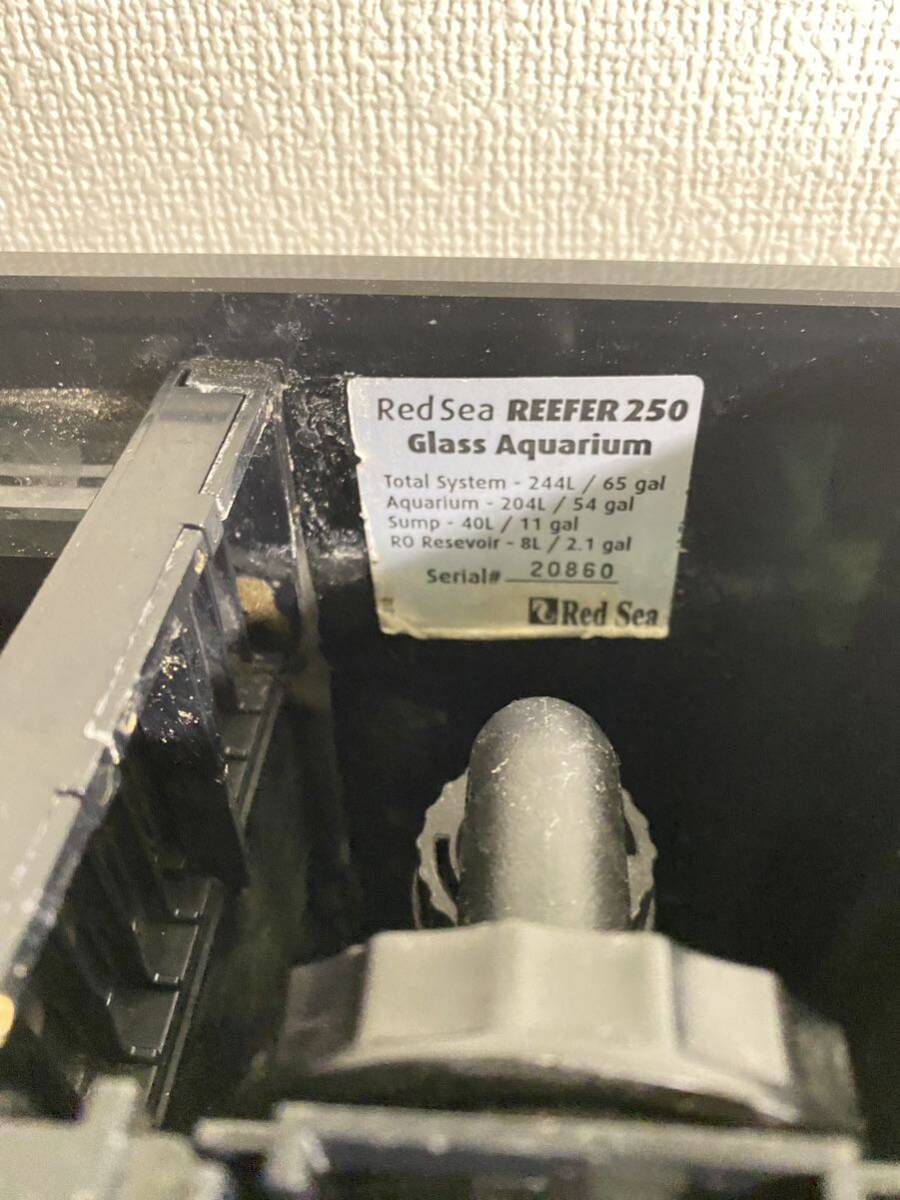 Red Sea REEFER 250
Glass Aquarium
Total System - 244L / 65 gal
Aquarium - 204L / 54 gal
Sump - 40L / 11 gal
RO Resevoir - 8L / 2.1 gal
Serial# 20860
Red Sea